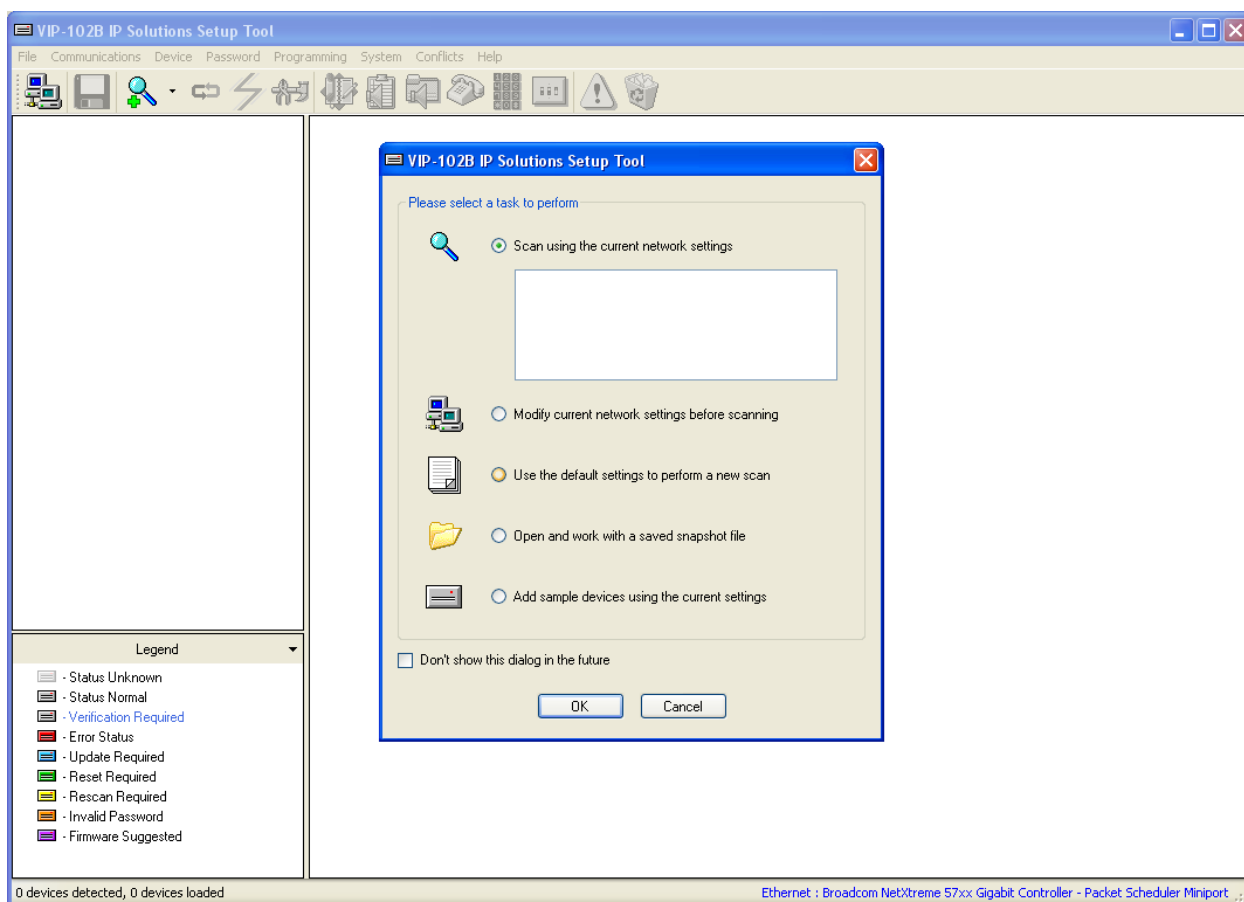 VIP-102B IP Solutions Setup Tool
File Communications Device Password Programming System Conflicts Help
VIP-102B IP Solutions Setup Tool
Please select a task to perform
Scan using the current network settings
Modify current network settings before scanning
Use the default settings to perform a new scan
Open and work with a saved snapshot file
Add sample devices using the current settings
Don't show this dialog in the future
OK Cancel
Legend
- Status Unknown
- Status Normal
- Verification Required
- Error Status
- Update Required
- Reset Required
- Rescan Required
- Invalid Password
- Firmware Suggested
0 devices detected, 0 devices loaded
Ethernet : Broadcom NetXtreme 57xx Gigabit Controller - Packet Scheduler Miniport